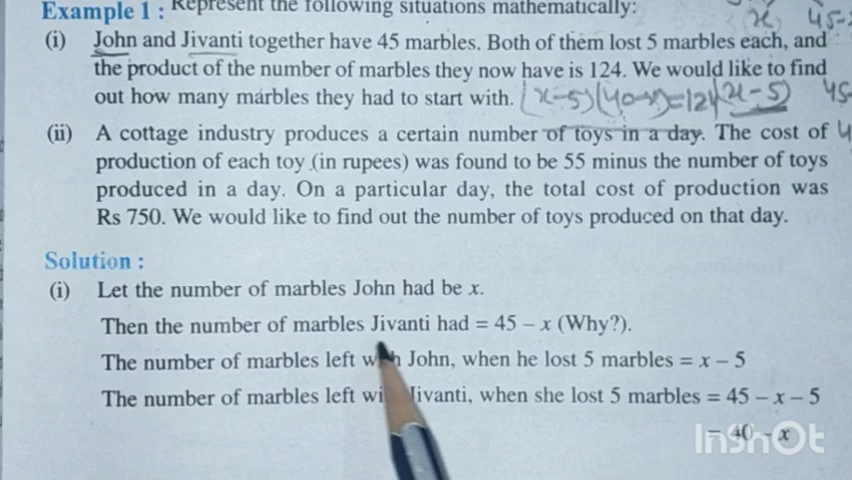 Example 1 : Represent the following situations mathematically:
x 45-
(i) John and Jivanti together have 45 marbles. Both of them lost 5 marbles each, and
the product of the number of marbles they now have is 124. We would like to find
out how many marbles they had to start with. (x-5)(40-x)=124 x-5) 45-
(ii) A cottage industry produces a certain number of toys in a day. The cost of
production of each toy (in rupees) was found to be 55 minus the number of toys
produced in a day. On a particular day, the total cost of production was
Rs 750. We would like to find out the number of toys produced on that day.
Solution :
(i) Let the number of marbles John had be x.
Then the number of marbles Jivanti had = 45 – x (Why?).
The number of marbles left with John, when he lost 5 marbles = x – 5
The number of marbles left with Jivanti, when she lost 5 marbles = 45 – x – 5
= 40 – x
InShOt